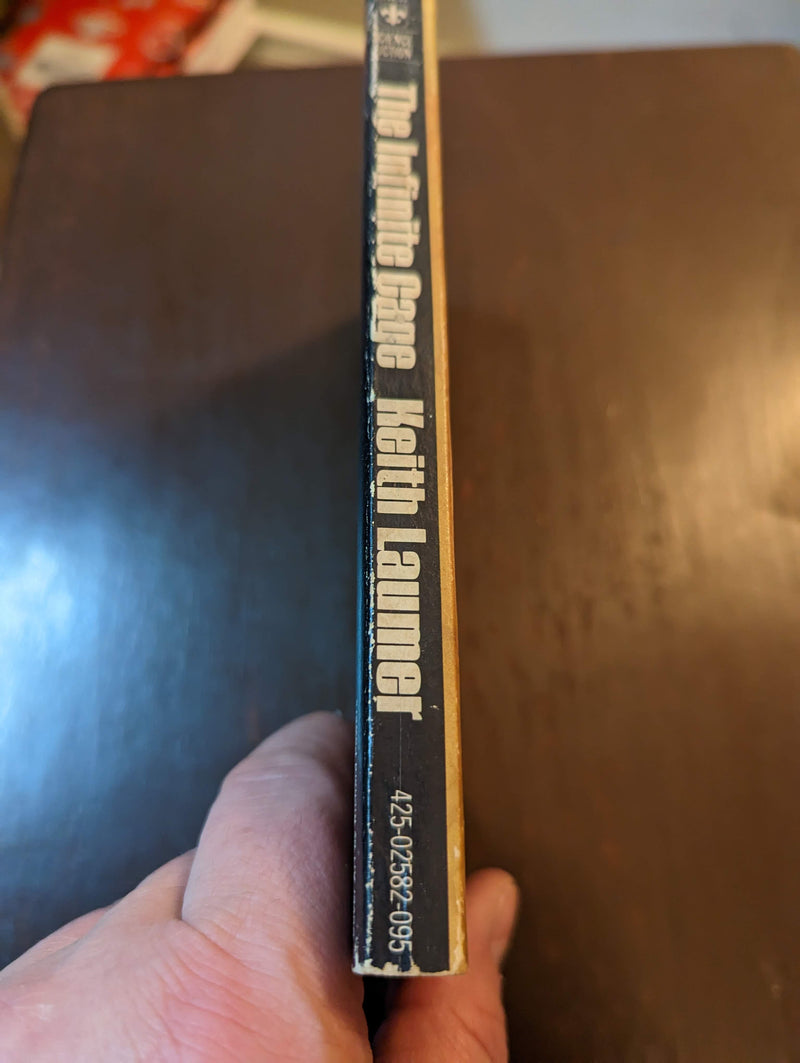 The Infinite Cage Keith Laumer
425-02582-095